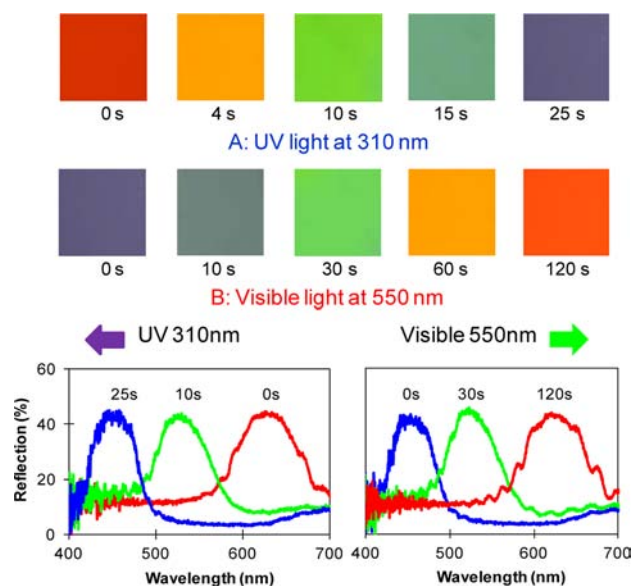 0 s 4 s 10 s 15 s 25 s
A: UV light at 310 nm
0 s 10 s 30 s 60 s 120 s
B: Visible light at 550 nm
UV 310nm
Visible 550nm
60
40
20
0
Reflection (%)
25s 10s 0s
400 500 600 700
Wavelength (nm)
0s 30s 120s
400 500 600 700
Wavelength (nm)